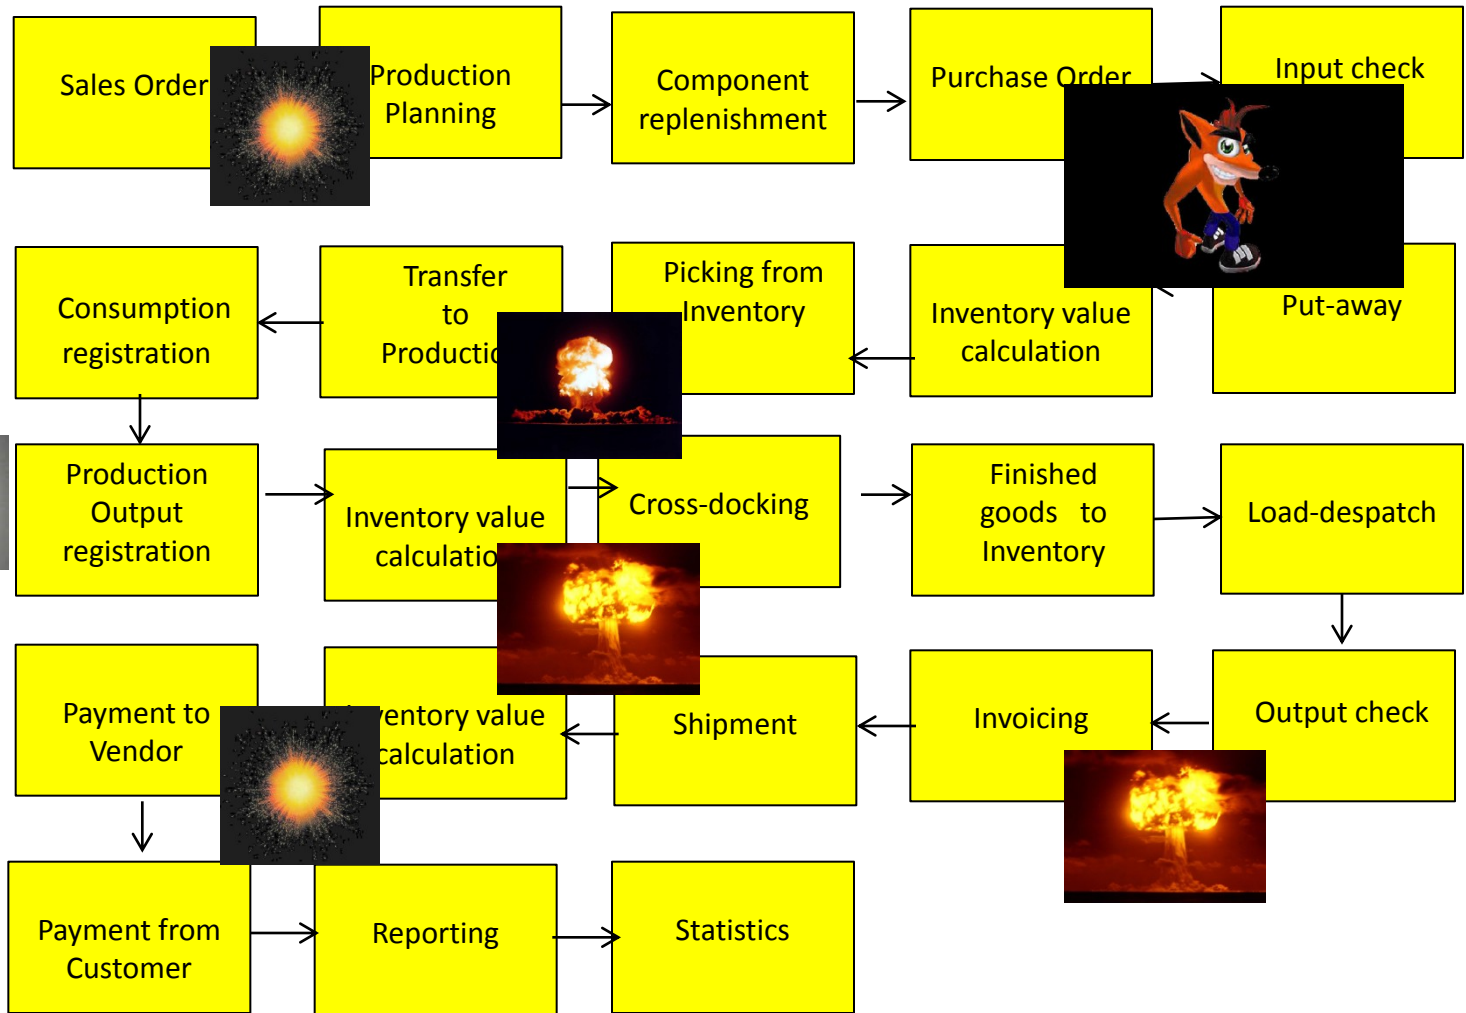 Sales Order
Production
Planning
Component
replenishment
Purchase Order
Input check
Consumption
registration
Transfer
to
Productio
Picking from
Inventory
Inventory value
calculation
Put-away
Production
Output
registration
Inventory value
calculatio
Cross-docking
Finished
goods to
Inventory
Load-despatch
Payment to
Vendor
ventory value
calculation
Shipment
Invoicing
Output check
Payment from
Customer
Reporting
Statistics